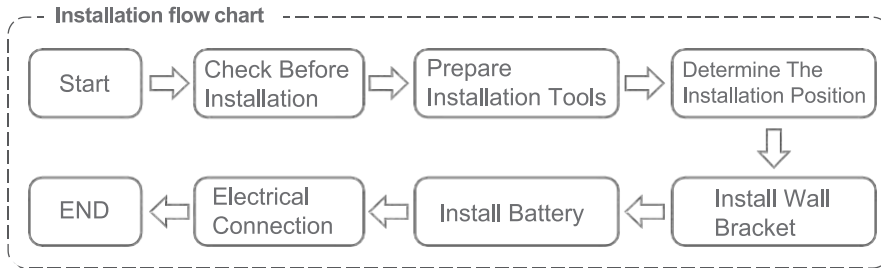 Installation flow chart
Start
Check Before
Installation
Prepare
Installation Tools
Determine The
Installation Position
Install Wall
Bracket
Install Battery
Electrical
Connection
END